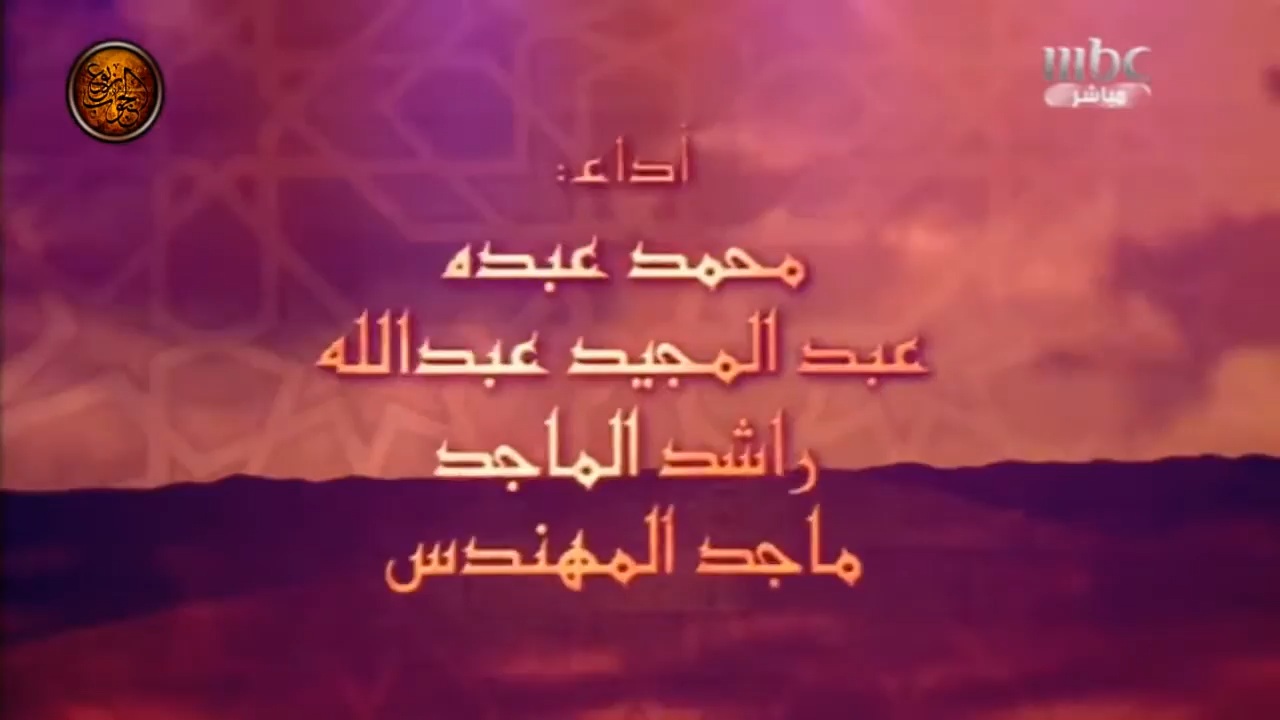 mbc
مباشر
أداء:
محمد عبده
عبد المجيد عبدالله
راشد الماجد
ماجد المهندس